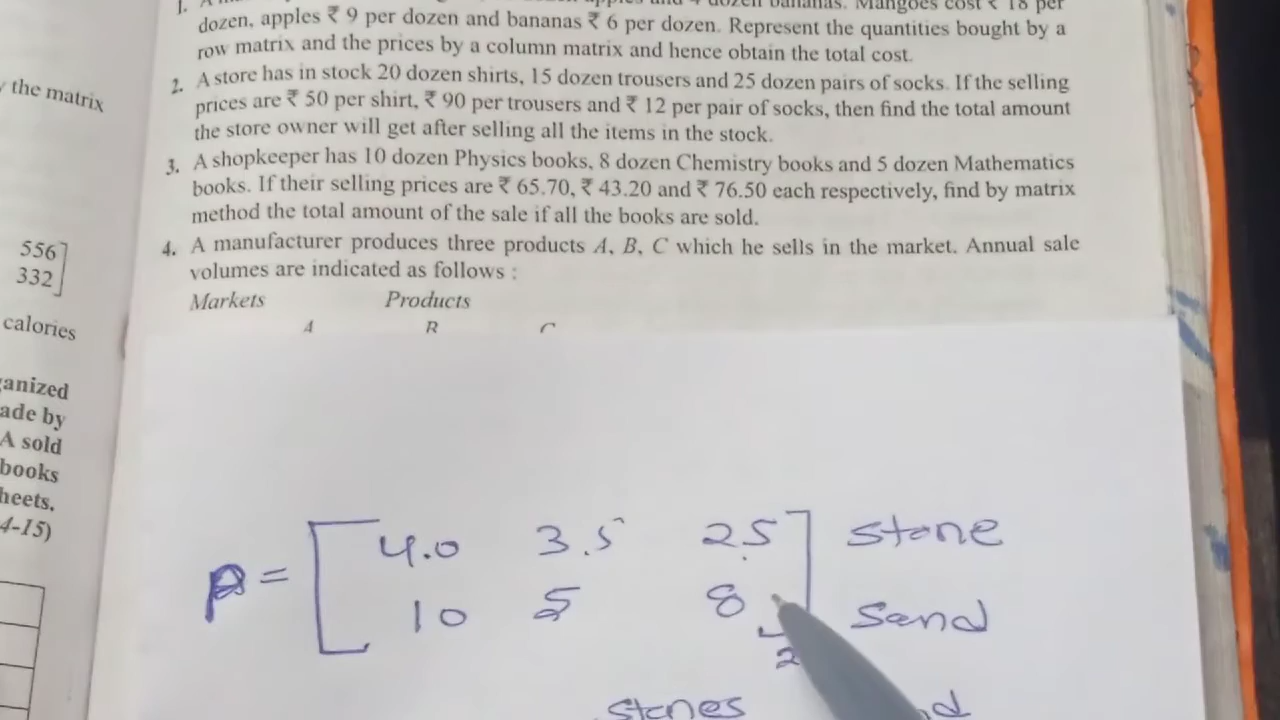 dozen bananas. Mangoes cost ₹ 18 per
dozen, apples ₹ 9 per dozen and bananas ₹ 6 per dozen. Represent the quantities bought by a
row matrix and the prices by a column matrix and hence obtain the total cost.
2. A store has in stock 20 dozen shirts, 15 dozen trousers and 25 dozen pairs of socks. If the selling
prices are ₹ 50 per shirt, ₹ 90 per trousers and ₹ 12 per pair of socks, then find the total amount
the store owner will get after selling all the items in the stock.
3. A shopkeeper has 10 dozen Physics books, 8 dozen Chemistry books and 5 dozen Mathematics
books. If their selling prices are ₹ 65.70, ₹ 43.20 and ₹ 76.50 each respectively, find by matrix
method the total amount of the sale if all the books are sold.
4. A manufacturer produces three products A, B, C which he sells in the market. Annual sale
volumes are indicated as follows :
Markets Products
A B C
the matrix
556
332
calories
ganized
ade by
A sold
books
heets.
4-15)
P = [ 4.0 3.5 2.5 ] Stone
10 5 8 Sand
2
Stones